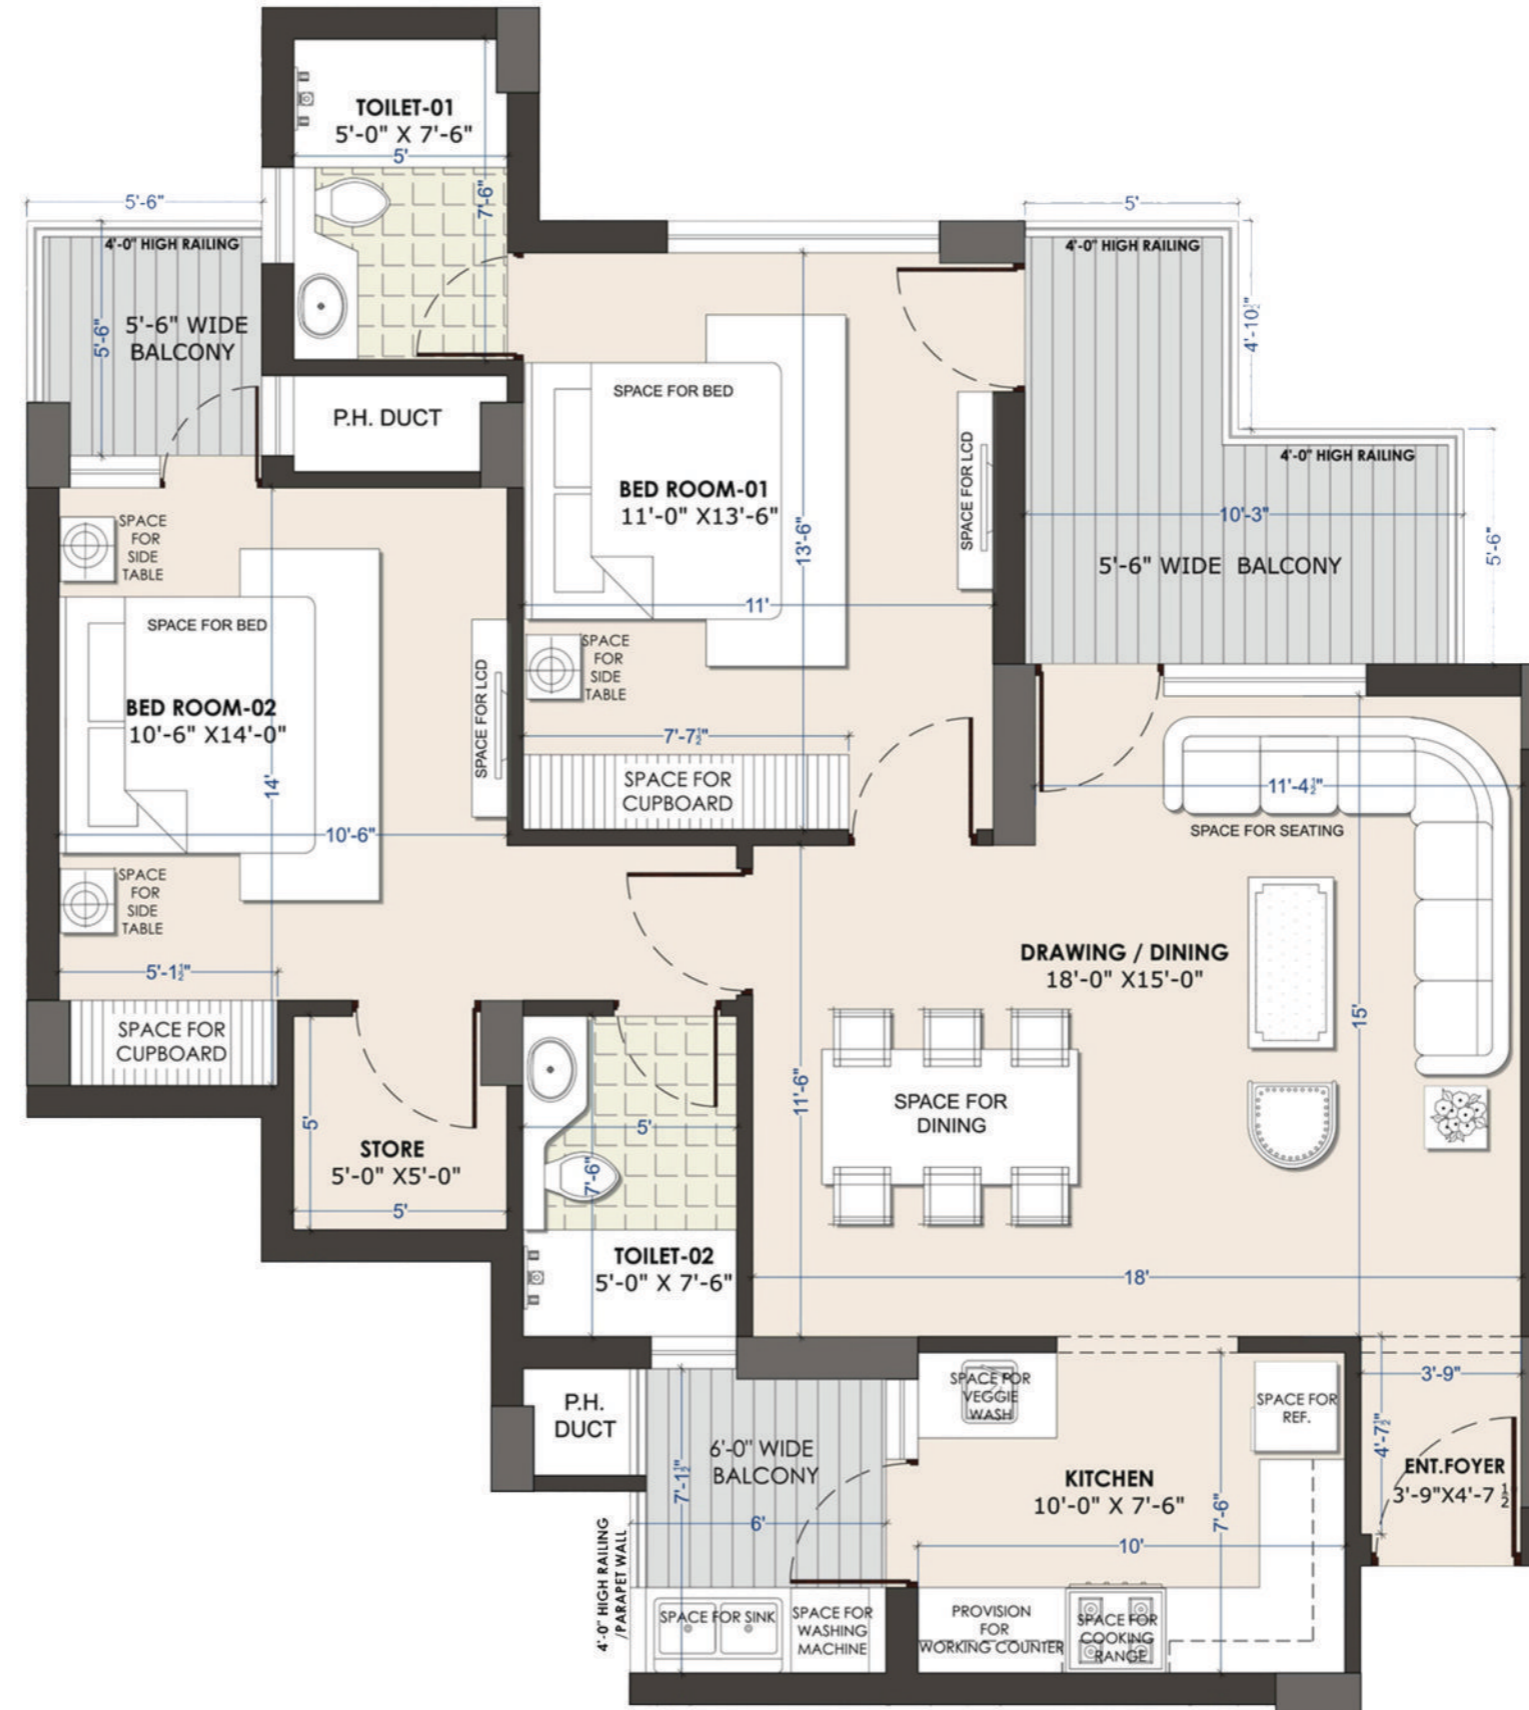 TOILET-01
5'-0" X 7'-6"
5'
7'-6"
5'-6"
4'-0" HIGH RAILING
5'-6"
5'-6" WIDE
BALCONY
P.H. DUCT
5'
4'-0" HIGH RAILING
4'-10½"
4'-0" HIGH RAILING
10'-3"
5'-6" WIDE BALCONY
5'-6"
SPACE FOR BED
BED ROOM-01
11'-0" X13'-6"
13'-6"
SPACE FOR LCD
11'
SPACE
FOR
SIDE
TABLE
7'-7½"
SPACE FOR
CUPBOARD
SPACE
FOR
SIDE
TABLE
SPACE FOR BED
BED ROOM-02
10'-6" X14'-0"
14'
SPACE FOR LCD
10'-6"
SPACE
FOR
SIDE
TABLE
5'-1½"
SPACE FOR
CUPBOARD
11'-4½"
SPACE FOR SEATING
DRAWING / DINING
18'-0" X15'-0"
15'
11'-6"
SPACE FOR
DINING
18'
5'
STORE
5'-0" X5'-0"
5'
5'
7'-6"
TOILET-02
5'-0" X 7'-6"
P.H.
DUCT
6'-0" WIDE
BALCONY
7'-1½"
6'
4'-0" HIGH RAILING
/PARAPET WALL
SPACE FOR SINK
SPACE FOR
WASHING
MACHINE
SPACE FOR
VEGGIE
WASH
SPACE FOR
REF.
KITCHEN
10'-0" X 7'-6"
7'-6"
10'
PROVISION
FOR
WORKING COUNTER
SPACE FOR
COOKING
RANGE
3'-9"
4'-7½"
ENT.FOYER
3'-9"X4'-7 ½